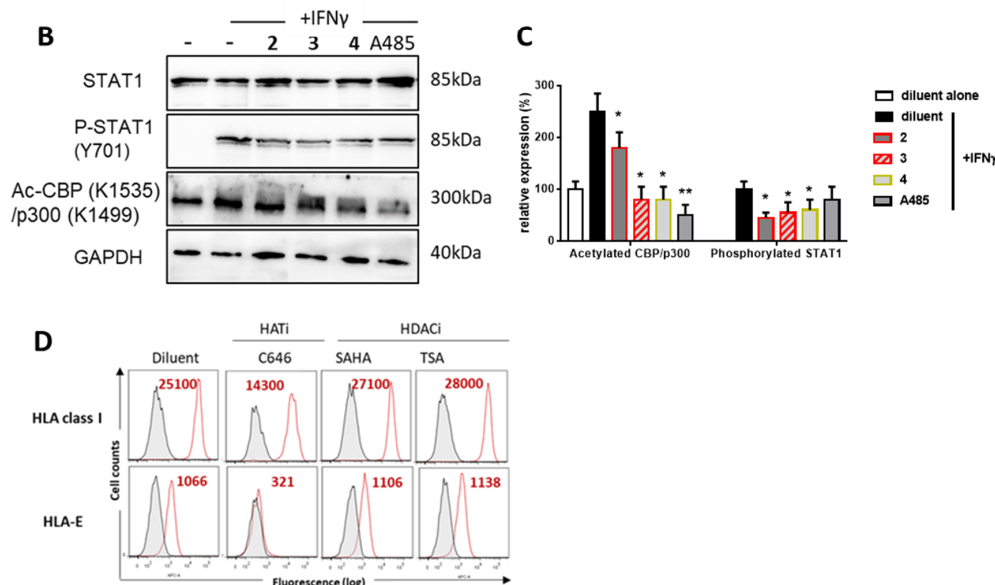 B
+IFNγ
- - 2 3 4 A485
STAT1 85kDa
P-STAT1
(Y701) 85kDa
Ac-CBP (K1535)
/p300 (K1499) 300kDa
GAPDH 40kDa
C
relative expression (%)
300
200
100
0
Acetylated CBP/p300 Phosphorylated STAT1
* * * ** * * *
diluent alone
diluent
2
3
4
A485
+IFNγ
D
HATi HDACi
Diluent C646 SAHA TSA
HLA class I 25100 14300 27100 28000
HLA-E 1066 321 1106 1138
Cell counts
Fluorescence (log)